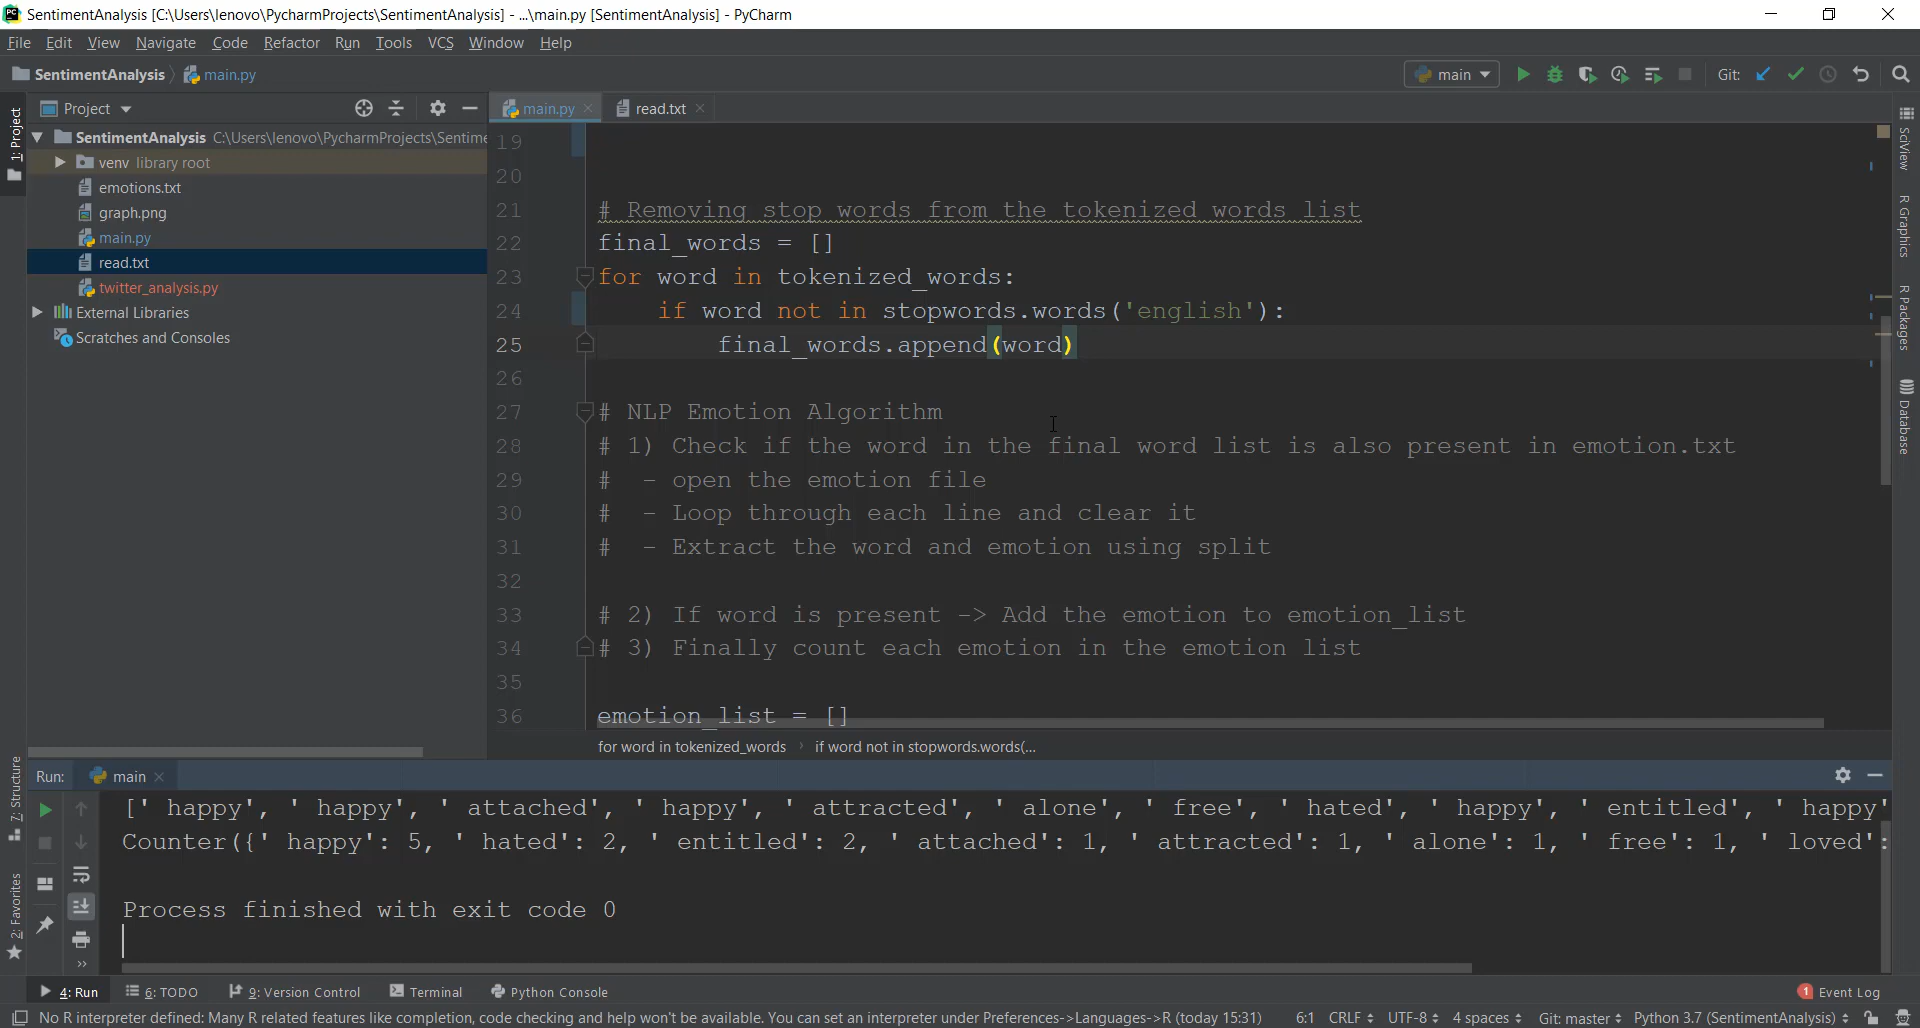 SentimentAnalysis [C:\Users\lenovo\PycharmProjects\SentimentAnalysis] - ...\main.py [SentimentAnalysis] - PyCharm
File Edit View Navigate Code Refactor Run Tools VCS Window Help
SentimentAnalysis main.py main Git:
Project main.py read.txt
1: Project
SentimentAnalysis C:\Users\lenovo\PycharmProjects\Sentime
venv library root
emotions.txt
graph.png
main.py
read.txt
twitter_analysis.py
External Libraries
Scratches and Consoles
19
20
21 # Removing stop words from the tokenized words list
22 final_words = []
23 for word in tokenized_words:
24 if word not in stopwords.words('english'):
25 final_words.append(word)
26
27 # NLP Emotion Algorithm
28 # 1) Check if the word in the final word list is also present in emotion.txt
29 # - open the emotion file
30 # - Loop through each line and clear it
31 # - Extract the word and emotion using split
32
33 # 2) If word is present -> Add the emotion to emotion_list
34 # 3) Finally count each emotion in the emotion list
35
36 emotion_list = []
for word in tokenized_words › if word not in stopwords.words(...
SciView
R Graphics
R Packages
Database
7: Structure
2: Favorites
Run: main
[' happy', ' happy', ' attached', ' happy', ' attracted', ' alone', ' free', ' hated', ' happy', ' entitled', ' happy'
Counter({' happy': 5, ' hated': 2, ' entitled': 2, ' attached': 1, ' attracted': 1, ' alone': 1, ' free': 1, ' loved':
Process finished with exit code 0
4: Run 6: TODO 9: Version Control Terminal Python Console 1 Event Log
No R interpreter defined: Many R related features like completion, code checking and help won't be available. You can set an interpreter under Preferences->Languages->R (today 15:31) 6:1 CRLF UTF-8 4 spaces Git: master Python 3.7 (SentimentAnalysis)